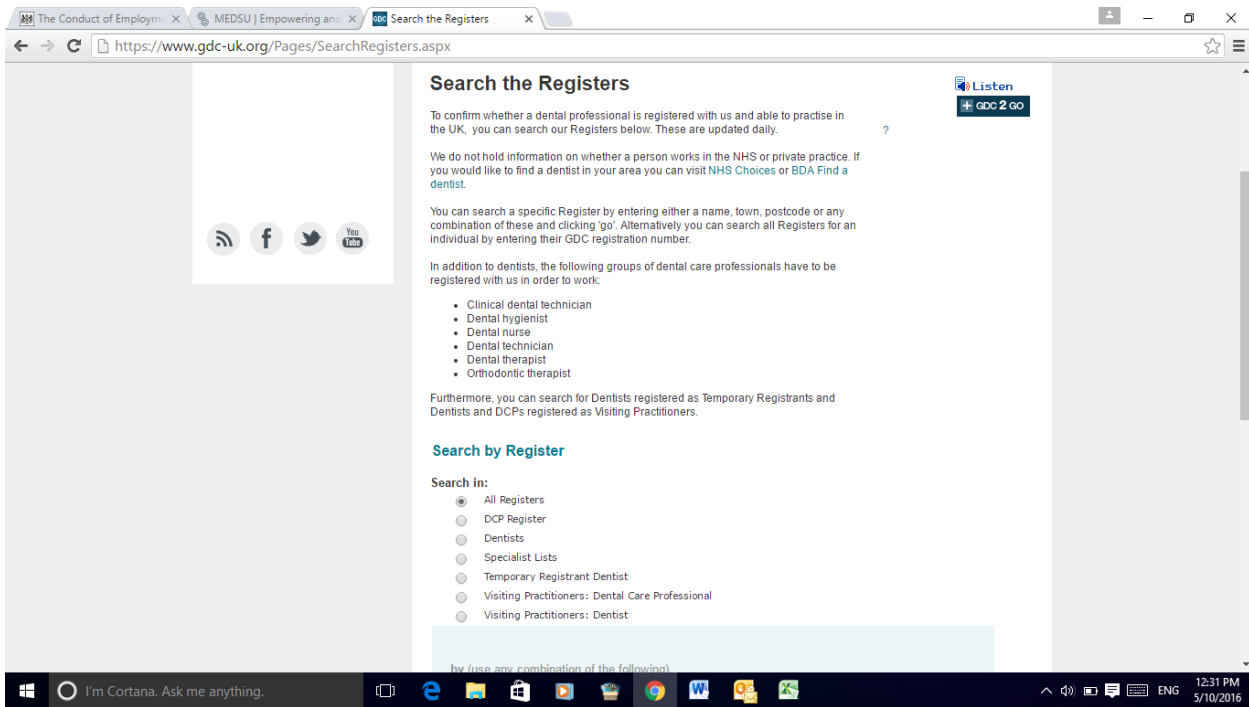 The Conduct of Employme
MEDSU | Empowering and
GDC Search the Registers
https://www.gdc-uk.org/Pages/SearchRegisters.aspx
Search the Registers
Listen
+ GDC 2 GO
To confirm whether a dental professional is registered with us and able to practise in
the UK,  you can search our Registers below. These are updated daily.
?
We do not hold information on whether a person works in the NHS or private practice. If
you would like to find a dentist in your area you can visit NHS Choices or BDA Find a
dentist.
You can search a specific Register by entering either a name, town, postcode or any
combination of these and clicking 'go'. Alternatively you can search all Registers for an
individual by entering their GDC registration number.
You
Tube
In addition to dentists, the following groups of dental care professionals have to be
registered with us in order to work:
• Clinical dental technician
• Dental hygienist
• Dental nurse
• Dental technician
• Dental therapist
• Orthodontic therapist
Furthermore, you can search for Dentists registered as Temporary Registrants and
Dentists and DCPs registered as Visiting Practitioners.
Search by Register
Search in:
All Registers
DCP Register
Dentists
Specialist Lists
Temporary Registrant Dentist
Visiting Practitioners: Dental Care Professional
Visiting Practitioners: Dentist
by (use any combination of the following)
I'm Cortana. Ask me anything.
ENG
12:31 PM
5/10/2016